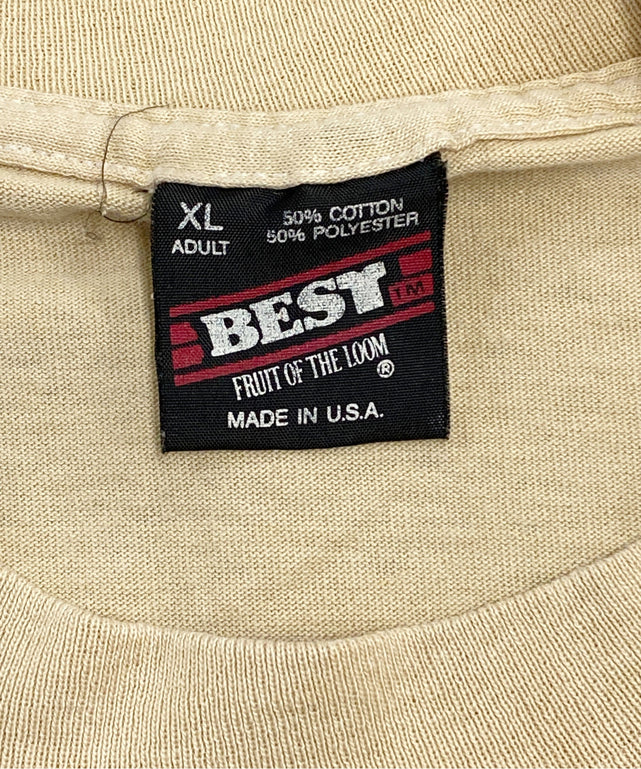 XL
ADULT
50% COTTON
50% POLYESTER
BEST TM
FRUIT OF THE LOOM ®
MADE IN U.S.A.